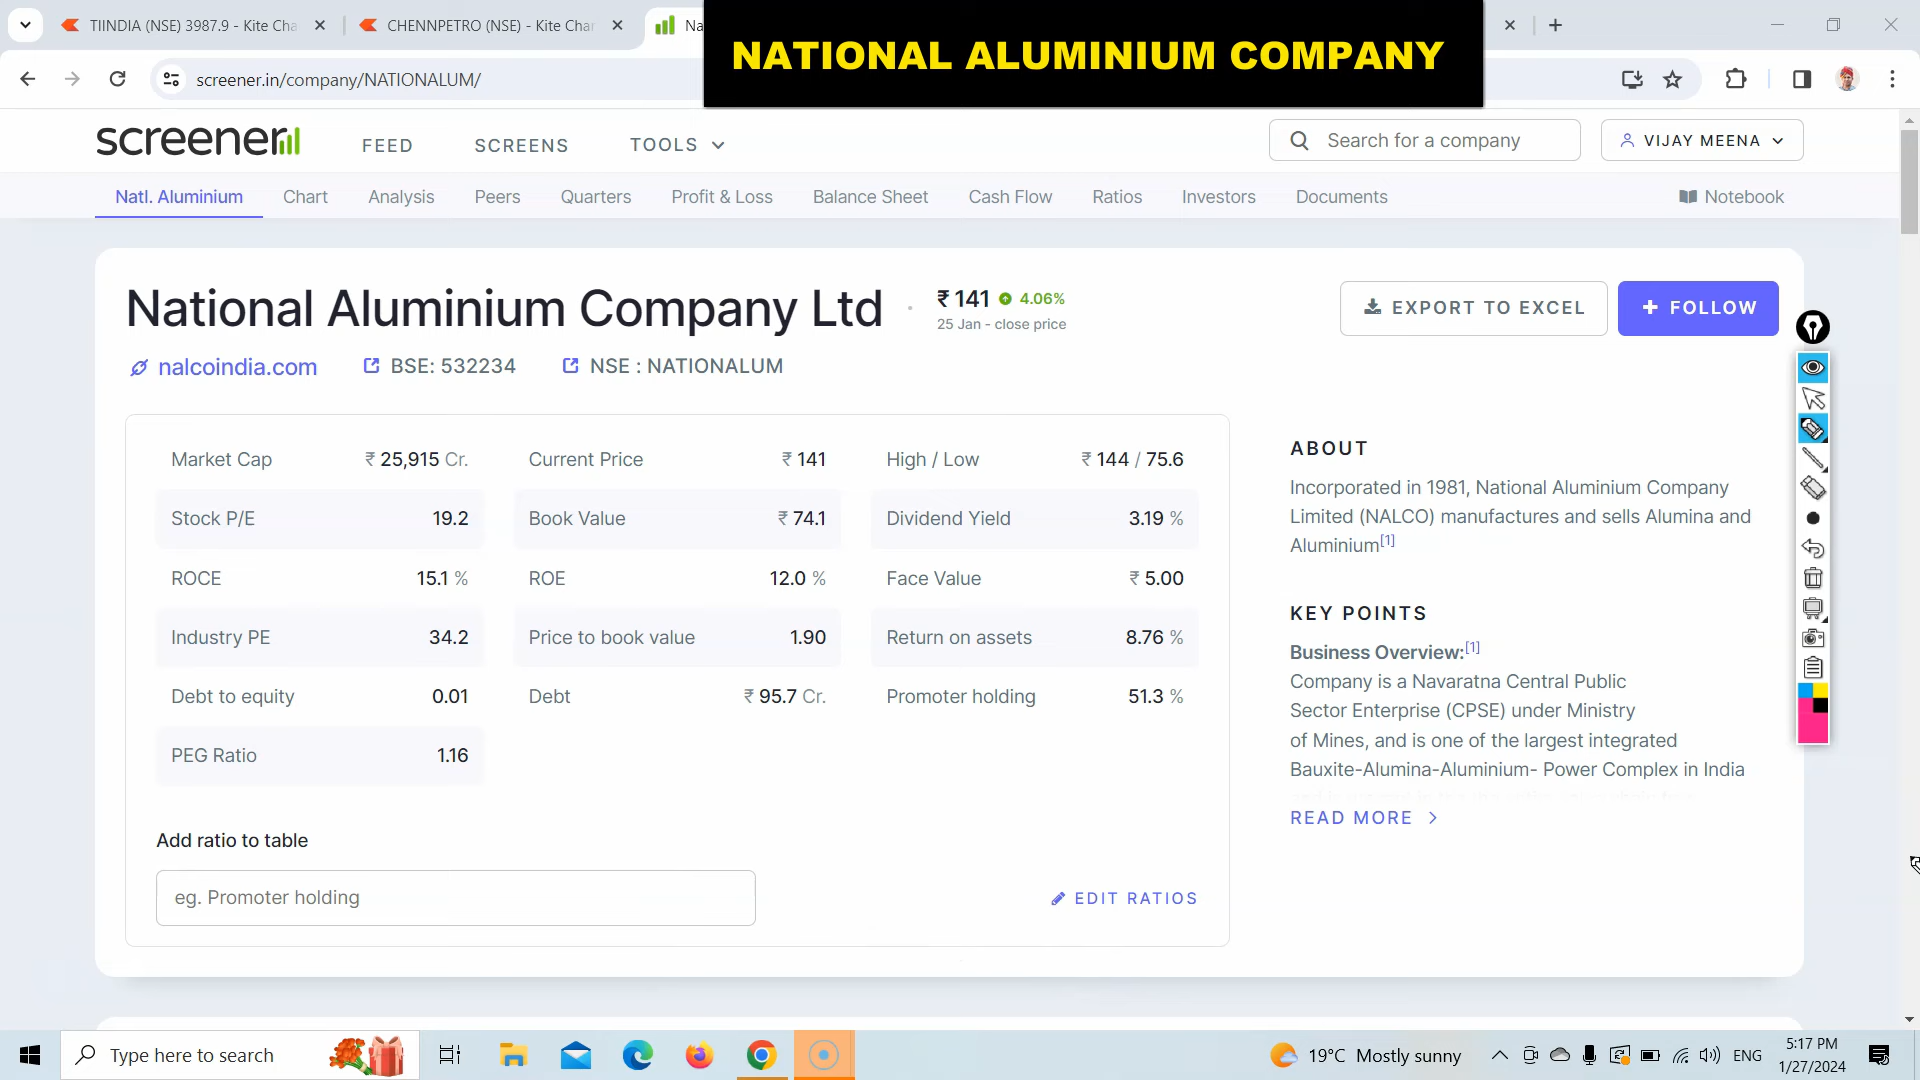 TIINDIA (NSE) 3987.9 - Kite Cha
CHENNPETRO (NSE) - Kite Char
Na
NATIONAL ALUMINIUM COMPANY
screener.in/company/NATIONALUM/
screener
FEED
SCREENS
TOOLS
Search for a company
VIJAY MEENA
Natl. Aluminium
Chart
Analysis
Peers
Quarters
Profit & Loss
Balance Sheet
Cash Flow
Ratios
Investors
Documents
Notebook
National Aluminium Company Ltd
₹ 141 4.06%
25 Jan - close price
EXPORT TO EXCEL
+ FOLLOW
nalcoindia.com
BSE: 532234
NSE : NATIONALUM
Market Cap ₹ 25,915 Cr.
Current Price ₹ 141
High / Low ₹ 144 / 75.6
Stock P/E 19.2
Book Value ₹ 74.1
Dividend Yield 3.19 %
ROCE 15.1 %
ROE 12.0 %
Face Value ₹ 5.00
Industry PE 34.2
Price to book value 1.90
Return on assets 8.76 %
Debt to equity 0.01
Debt ₹ 95.7 Cr.
Promoter holding 51.3 %
PEG Ratio 1.16
Add ratio to table
eg. Promoter holding
EDIT RATIOS
ABOUT
Incorporated in 1981, National Aluminium Company
Limited (NALCO) manufactures and sells Alumina and
Aluminium[1]
KEY POINTS
Business Overview:[1]
Company is a Navaratna Central Public
Sector Enterprise (CPSE) under Ministry
of Mines, and is one of the largest integrated
Bauxite-Alumina-Aluminium- Power Complex in India
READ MORE
Type here to search
19°C Mostly sunny
ENG
5:17 PM
1/27/2024